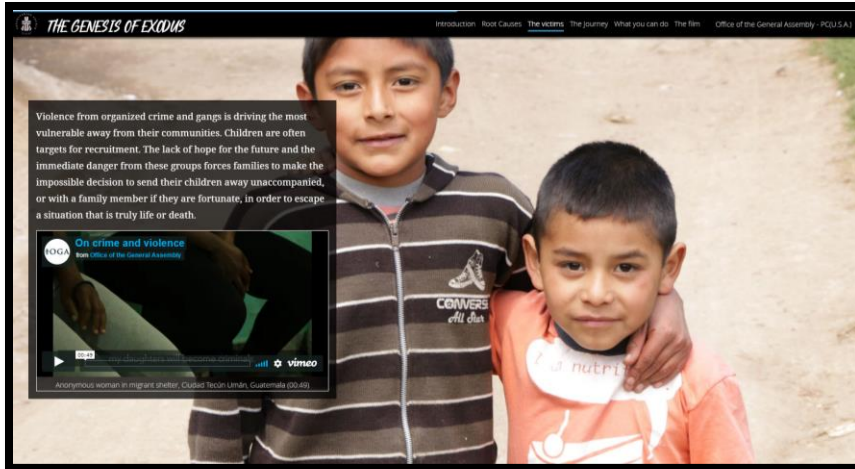 THE GENESIS OF EXODUS
Introduction Root Causes The victims The Journey What you can do The film Office of the General Assembly - PC(U.S.A.)
Violence from organized crime and gangs is driving the most
vulnerable away from their communities. Children are often
targets for recruitment. The lack of hope for the future and the
immediate danger from these groups forces families to make the
impossible decision to send their children away unaccompanied,
or with a family member if they are fortunate, in order to escape
a situation that is truly life or death.
OGA
On crime and violence
from Office of the General Assembly
my daughters
become criminals
00:49
vimeo
Anonymous woman in migrant shelter, Ciudad Tecún Umán, Guatemala (00:49)
CONVERSE
All Star
nutri